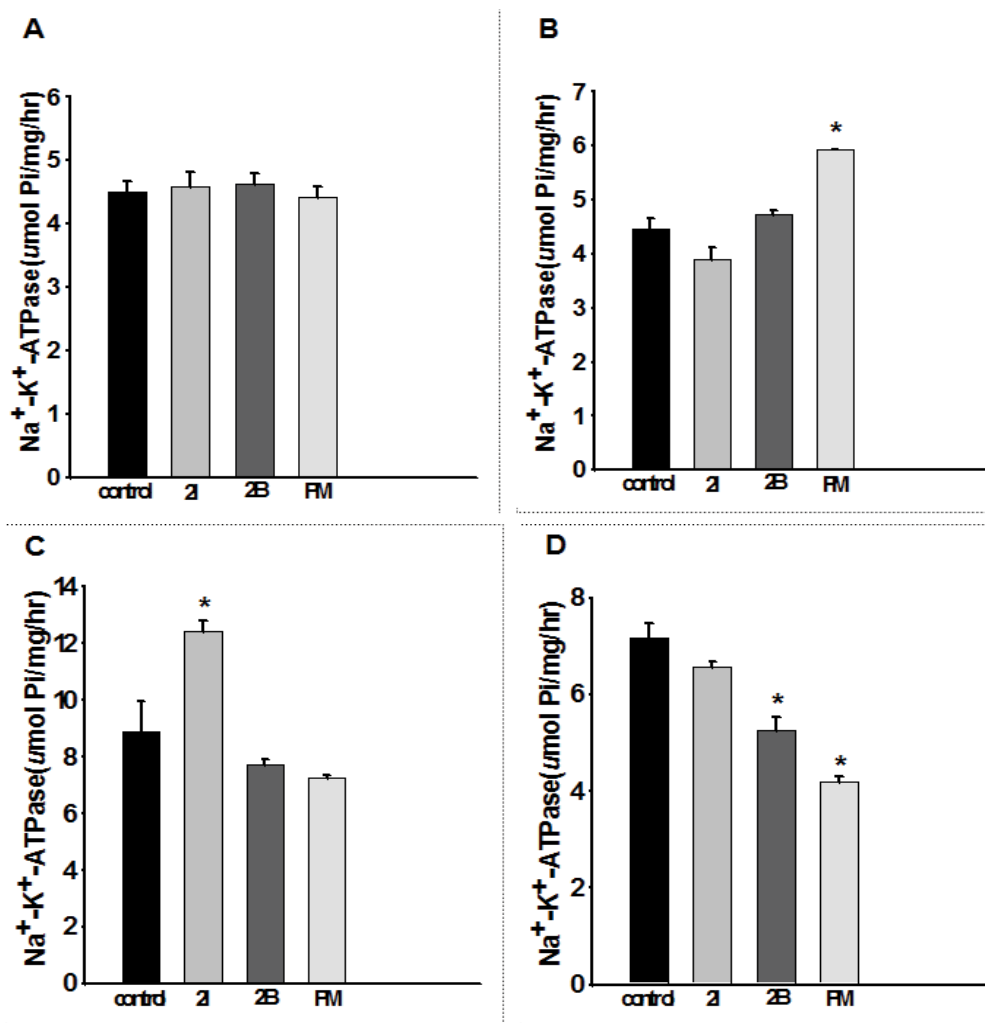 A
Na+-K+-ATPase(umol Pi/mg/hr)
6
5
4
3
2
1
0
control 2I 2B FM
B
Na+-K+-ATPase(umol Pi/mg/hr)
7
6
5
4
3
2
1
0
*
control 2I 2B FM
C
Na+-K+-ATPase(umol Pi/mg/hr)
14
12
10
8
6
4
2
0
*
control 2I 2B FM
D
Na+-K+-ATPase(umol Pi/mg/hr)
8
6
4
2
0
*
*
control 2I 2B FM